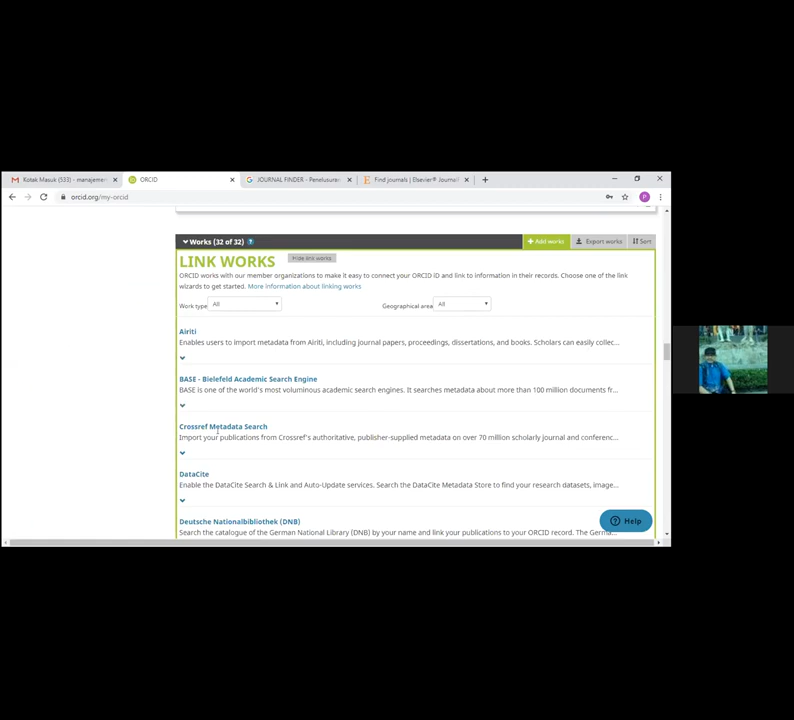 Kotak Masuk (533) - manajeme
ORCID
JOURNAL FINDER - Penelusura
Find journals | Elsevier® Journal
orcid.org/my-orcid
P
Works (32 of 32) ?
Add works
Export works
Sort
LINK WORKS
Hide link works
ORCID works with our member organizations to make it easy to connect your ORCID iD and link to information in their records. Choose one of the link
wizards to get started. More information about linking works
Work type All
Geographical area All
Airiti
Enables users to import metadata from Airiti, including journal papers, proceedings, dissertations, and books. Scholars can easily collec...
BASE - Bielefeld Academic Search Engine
BASE is one of the world's most voluminous academic search engines. It searches metadata about more than 100 million documents fr...
Crossref Metadata Search
Import your publications from Crossref's authoritative, publisher-supplied metadata on over 70 million scholarly journal and conferenc...
DataCite
Enable the DataCite Search & Link and Auto-Update services. Search the DataCite Metadata Store to find your research datasets, image...
Deutsche Nationalbibliothek (DNB)
Search the catalogue of the German National Library (DNB) by your name and link your publications to your ORCID record. The Germa...
Help